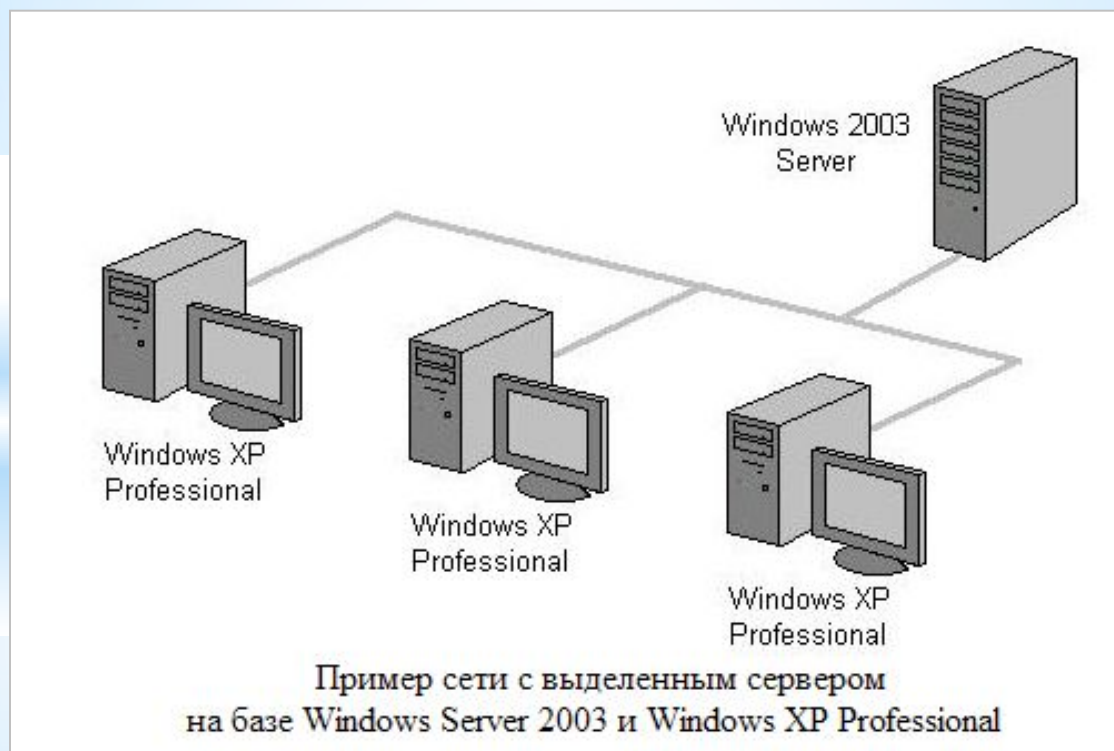 Windows 2003
Server
Windows XP
Professional
Windows XP
Professional
Windows XP
Professional
Пример сети с выделенным сервером
на базе Windows Server 2003 и Windows XP Professional